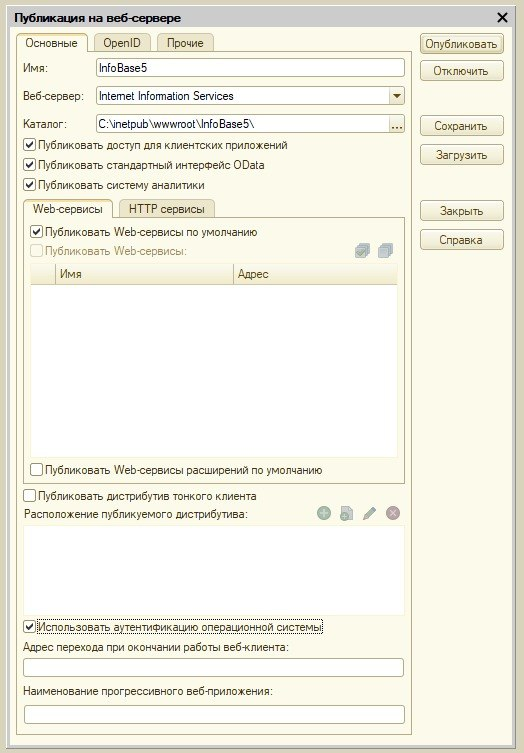 Публикация на веб-сервере
Основные OpenID Прочие
Опубликовать
Имя: InfoBase5
Отключить
Веб-сервер: Internet Information Services
Каталог: C:\inetpub\wwwroot\InfoBase5\ ...
Сохранить
Публиковать доступ для клиентских приложений
Загрузить
Публиковать стандартный интерфейс OData
Публиковать систему аналитики
Web-сервисы HTTP сервисы
Закрыть
Публиковать Web-сервисы по умолчанию
Справка
Публиковать Web-сервисы:
Имя Адрес
Публиковать Web-сервисы расширений по умолчанию
Публиковать дистрибутив тонкого клиента
Расположение публикуемого дистрибутива:
Использовать аутентификацию операционной системы
Адрес перехода при окончании работы веб-клиента:
Наименование прогрессивного веб-приложения: